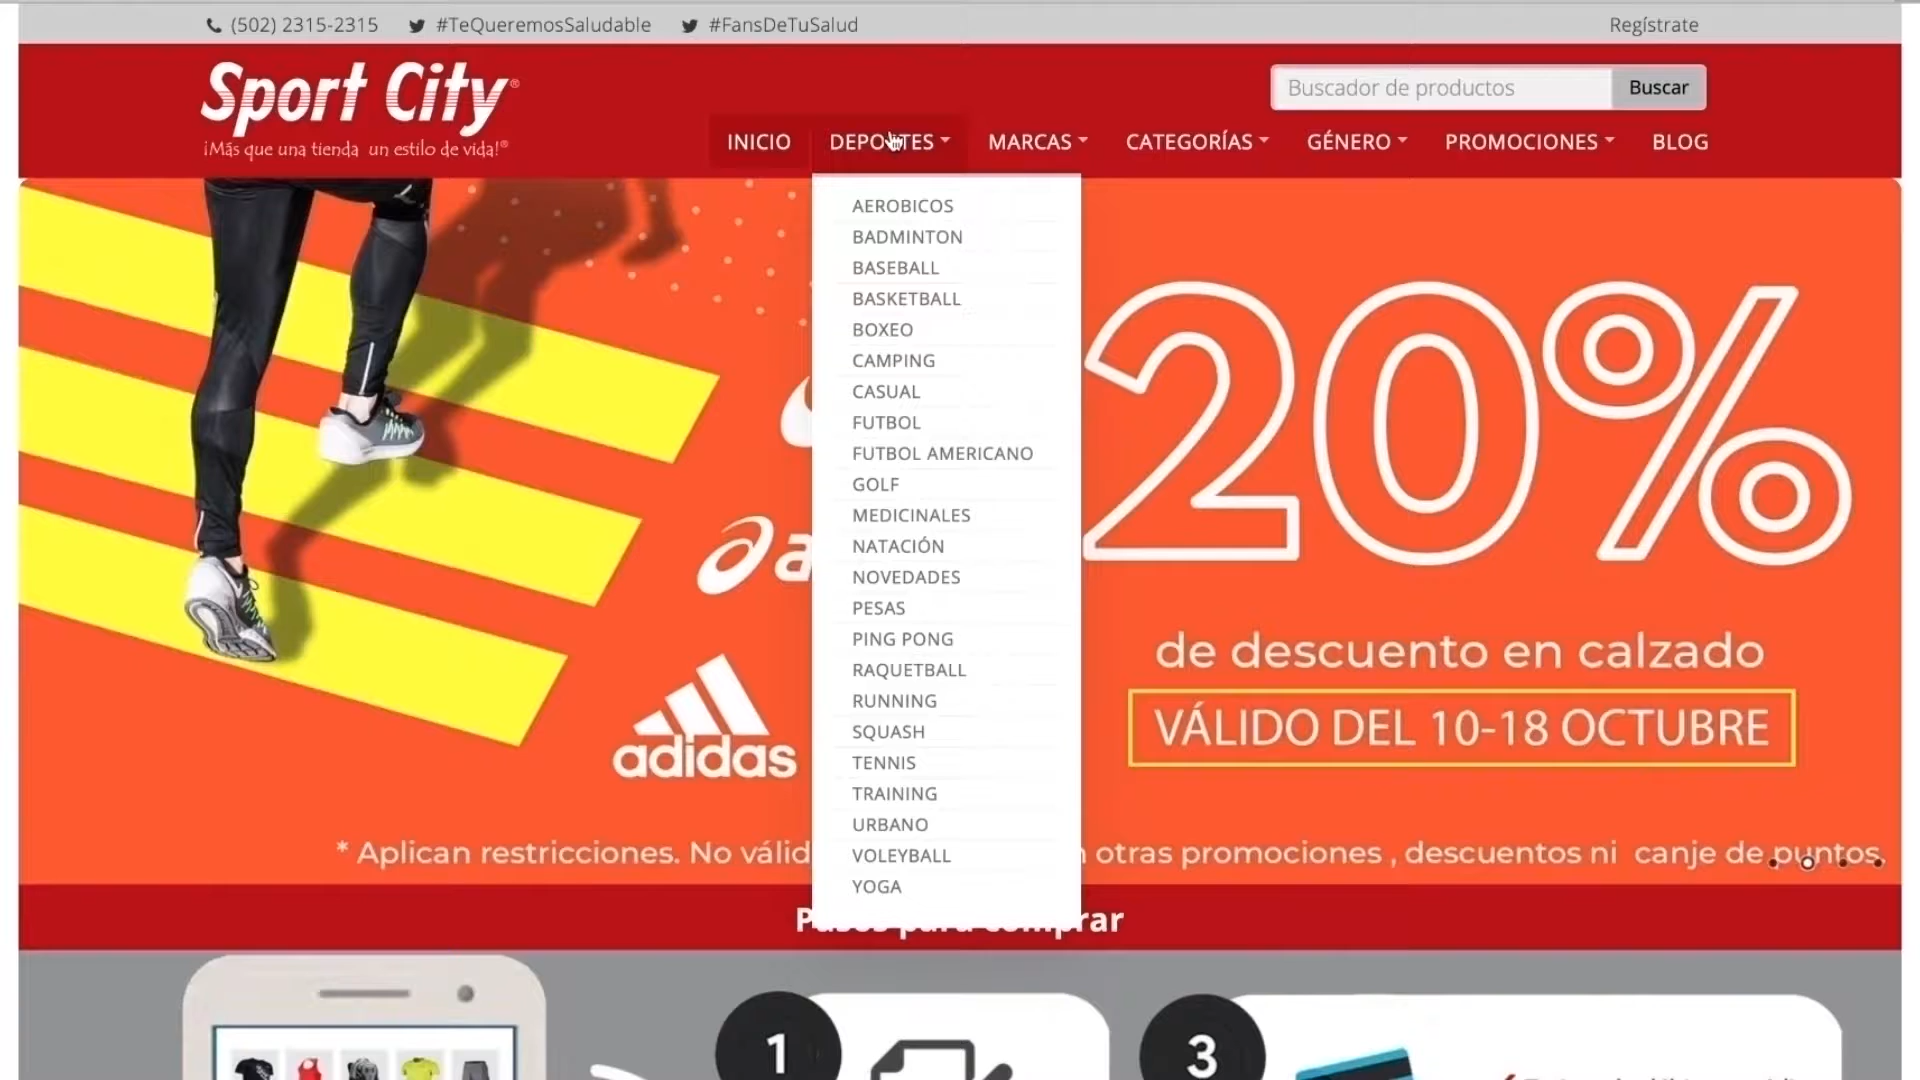 (502) 2315-2315 #TeQueremosSaludable #FansDeTuSalud Regístrate
Sport City®
¡Más que una tienda un estilo de vida!®
Buscador de productos Buscar
INICIO DEPORTES MARCAS CATEGORÍAS GÉNERO PROMOCIONES BLOG
AEROBICOS
BADMINTON
BASEBALL
BASKETBALL
BOXEO
CAMPING
CASUAL
FUTBOL
FUTBOL AMERICANO
GOLF
MEDICINALES
NATACIÓN
NOVEDADES
PESAS
PING PONG
RAQUETBALL
RUNNING
SQUASH
TENNIS
TRAINING
URBANO
VOLEYBALL
YOGA
20%
de descuento en calzado
VÁLIDO DEL 10-18 OCTUBRE
adidas
* Aplican restricciones. No válid otras promociones , descuentos ni canje de puntos.
Pasos para comprar
1
3